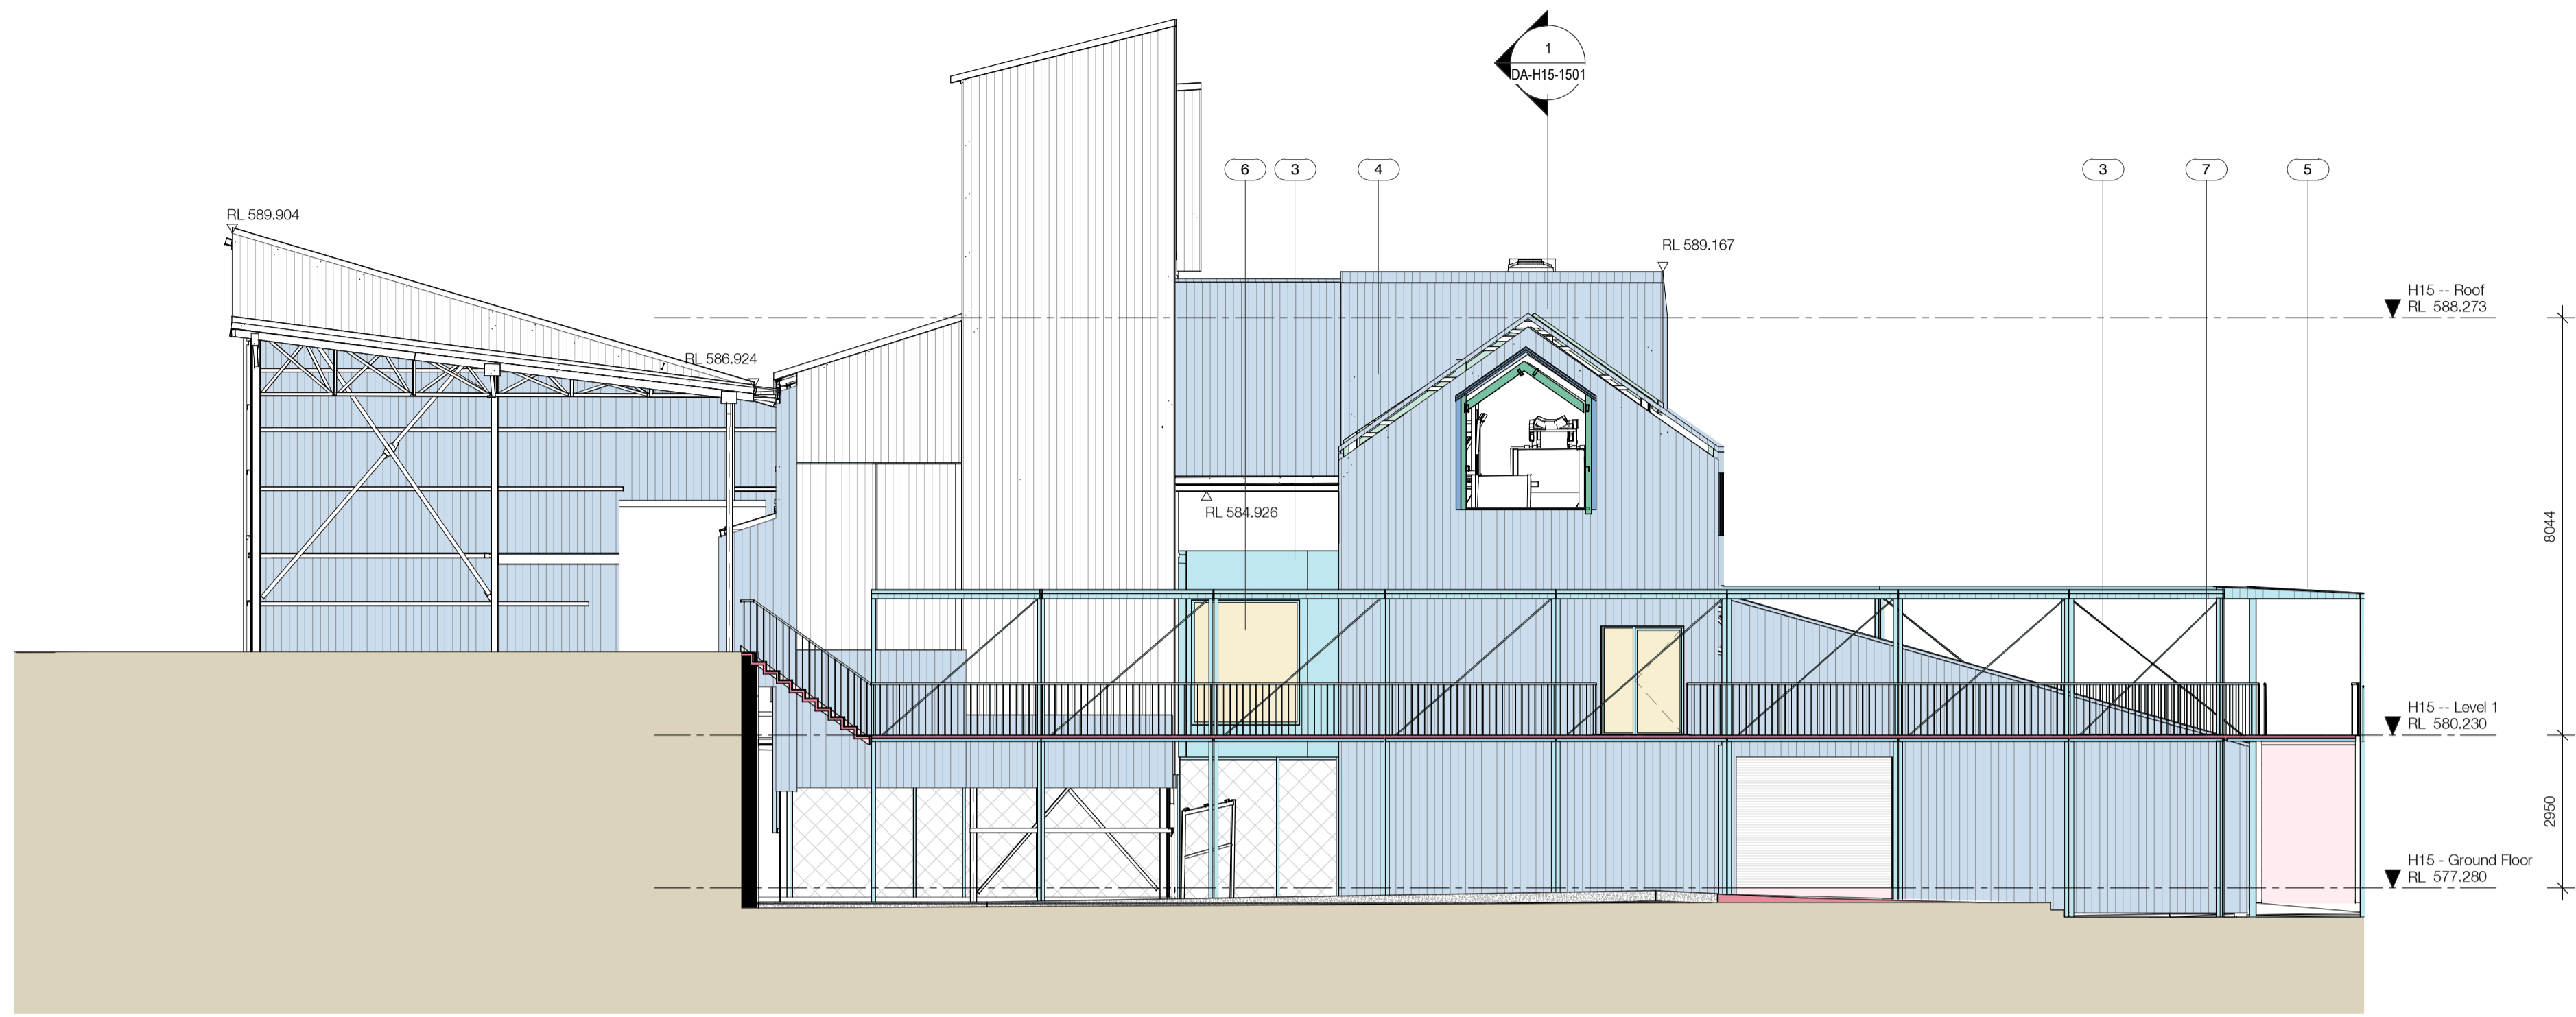 1
DA-H15-1501
6
3
4
3
7
5
RL 589.904
RL 589.167
H15 -- Roof
RL 588.273
RL 586.924
RL 584.926
8044
H15 -- Level 1
RL 580.230
2950
H15 - Ground Floor
RL 577.280